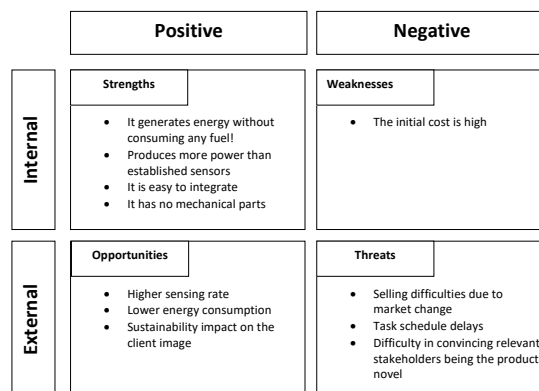 Positive
Negative
Internal
Strengths
• It generates energy without
consuming any fuel!
• Produces more power than
established sensors
• It is easy to integrate
• It has no mechanical parts
Weaknesses
• The initial cost is high
External
Opportunities
• Higher sensing rate
• Lower energy consumption
• Sustainability impact on the
client image
Threats
• Selling difficulties due to
market change
• Task schedule delays
• Difficulty in convincing relevant
stakeholders being the product
novel